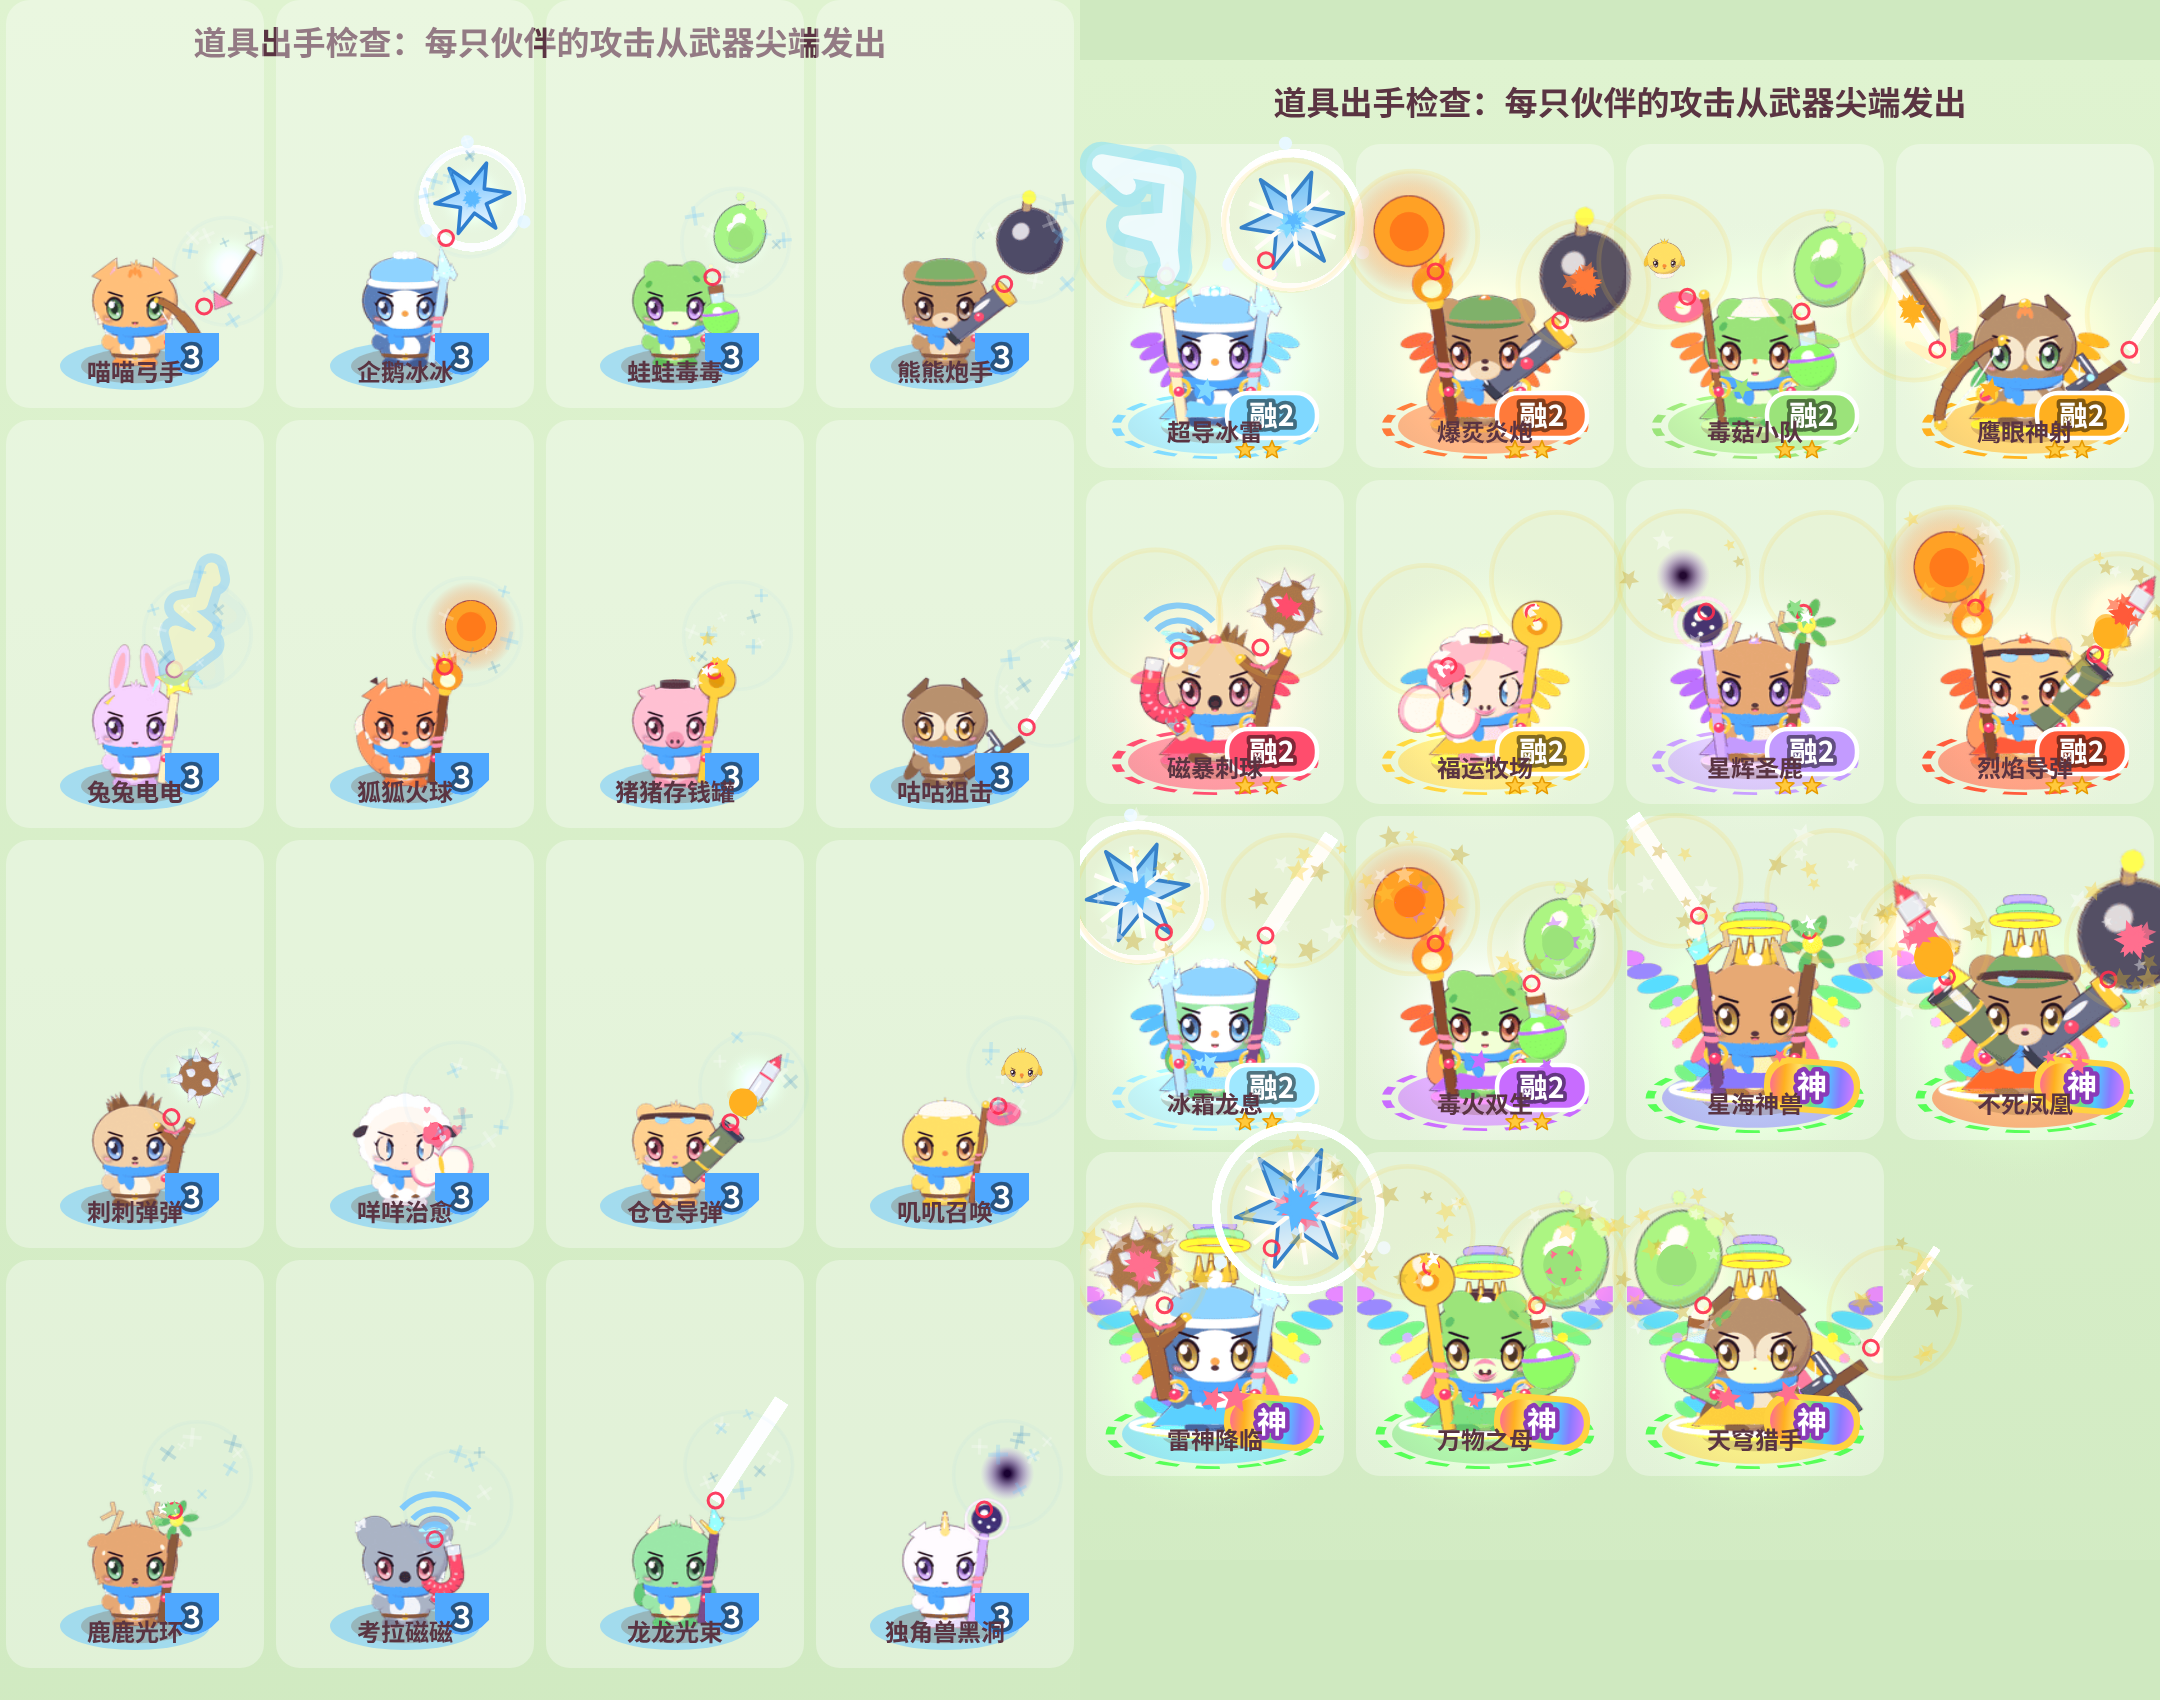 道具出手检查：每只伙伴的攻击从武器尖端发出
3
喵喵弓手
3
企鹅冰冰
3
蛙蛙毒毒
3
熊熊炮手
3
兔兔电电
3
狐狐火球
3
猪猪存钱罐
3
咕咕狙击
3
刺刺弹弹
3
咩咩治愈
3
仓仓导弹
3
叽叽召唤
3
鹿鹿光环
3
考拉磁磁
3
龙龙光束
3
独角兽黑洞
道具出手检查：每只伙伴的攻击从武器尖端发出
融2
超导冰雷
融2
爆烎炎炮
融2
毒菇小队
融2
鹰眼神射
融2
磁暴刺球
融2
福运牧场
融2
星辉圣鹿
融2
烈焰导弹
融2
冰霜龙息
融2
毒火双生
神
星海神兽
神
不死凤凰
神
雷神降临
神
万物之母
神
天穹猎手